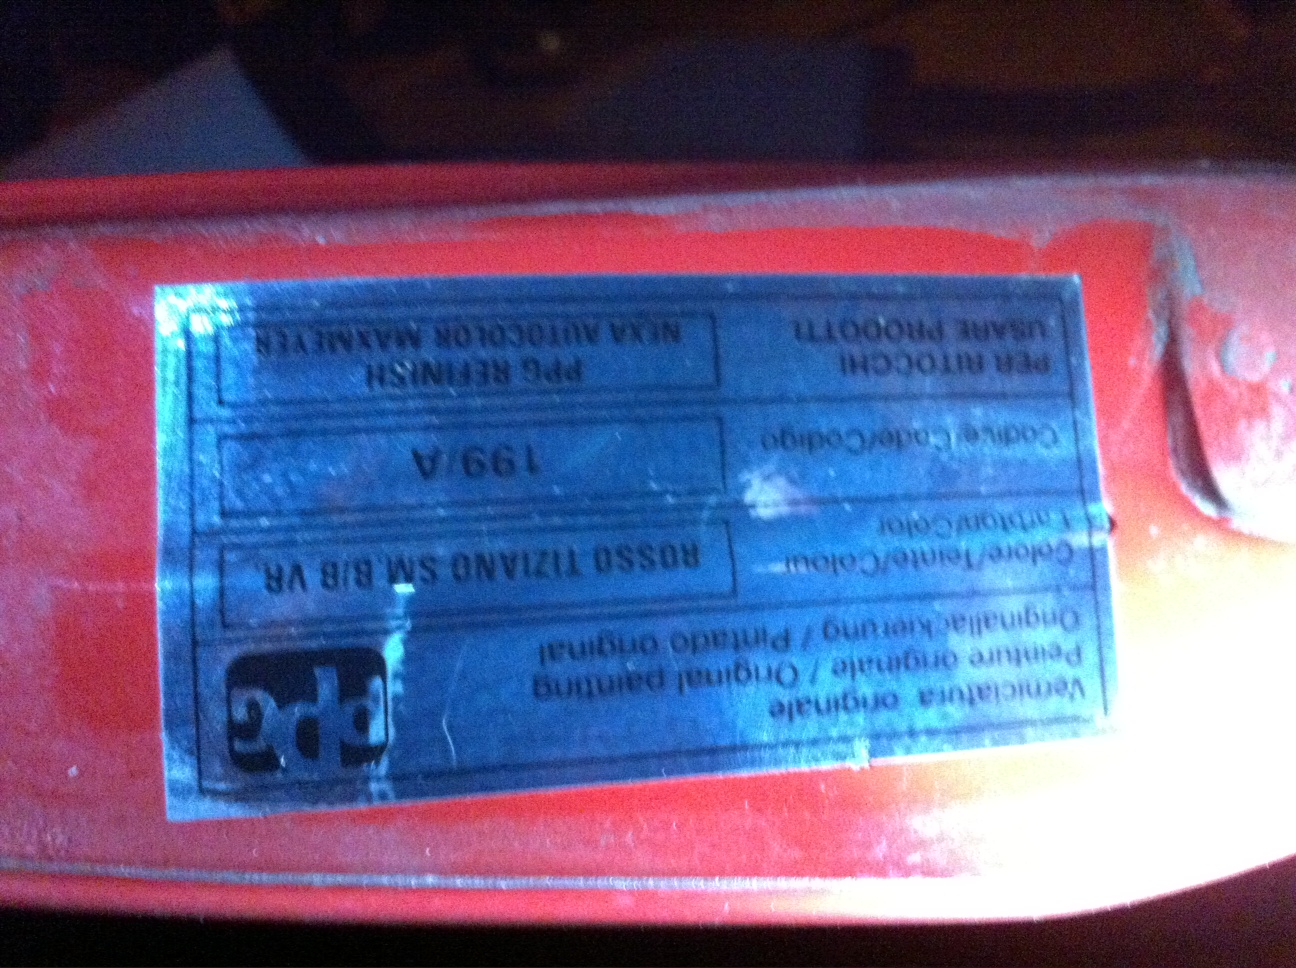 Verniciatura originale
Peinture originale / Original painting
Originallackierung / Pintado original
ppg
Colore/Teinte/Colour
Farbton/Color
ROSSO TIZIANO SM.B/B VR.
Codice/Code/Codigo
199/A
PER RITOCCHI
USARE PRODOTTI
PPG REFINISH
NEXA AUTOCOLOR MAXMEYER